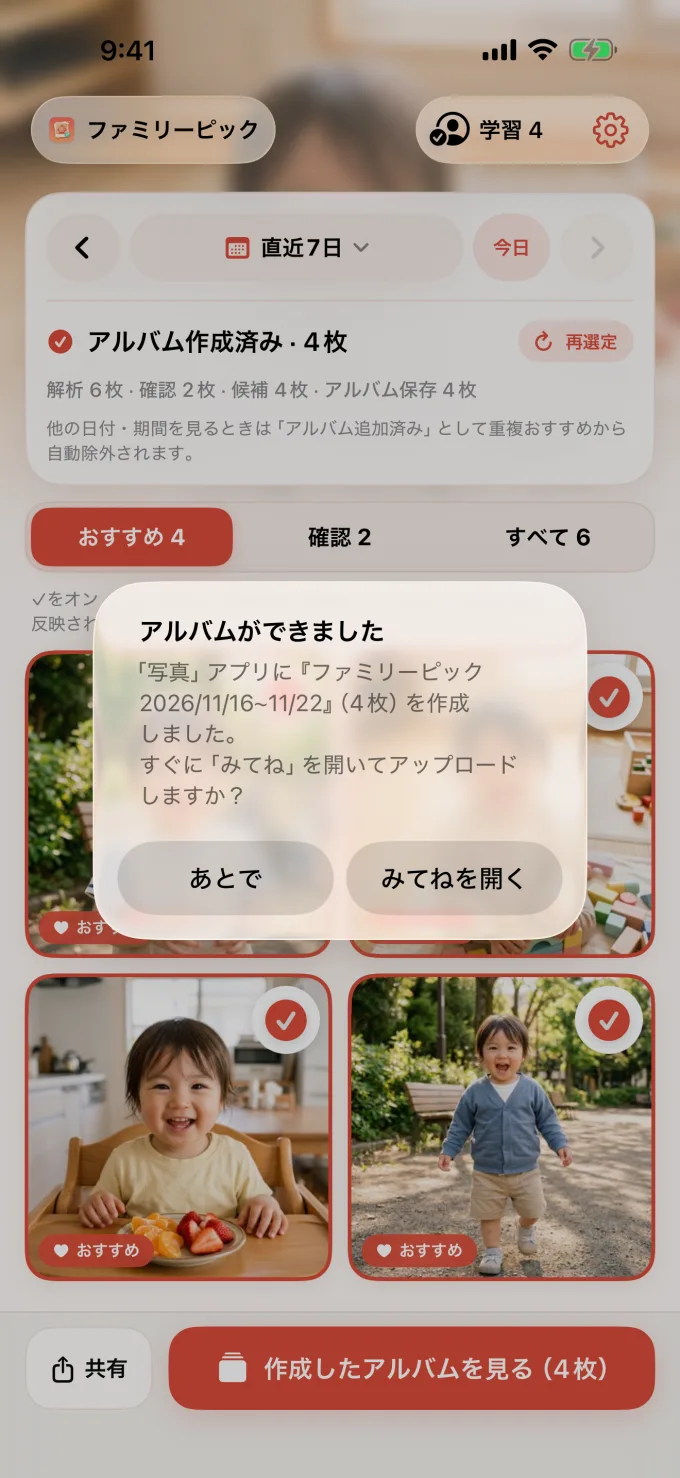 9:41
ファミリーピック
学習 4
直近7日
今日
アルバム作成済み · 4枚
再選定
解析 6枚 · 確認 2枚 · 候補 4枚 · アルバム保存 4枚
他の日付・期間を見るときは「アルバム追加済み」として重複おすすめから
自動除外されます。
おすすめ 4
確認 2
すべて 6
✓をオン
反映され
アルバムができました
「写真」アプリに『ファミリーピック
2026/11/16~11/22』（4枚）を作成
しました。
すぐに「みてね」を開いてアップロード
しますか？
あとで
みてねを開く
おす
おすすめ
おすすめ
共有
作成したアルバムを見る（4枚）